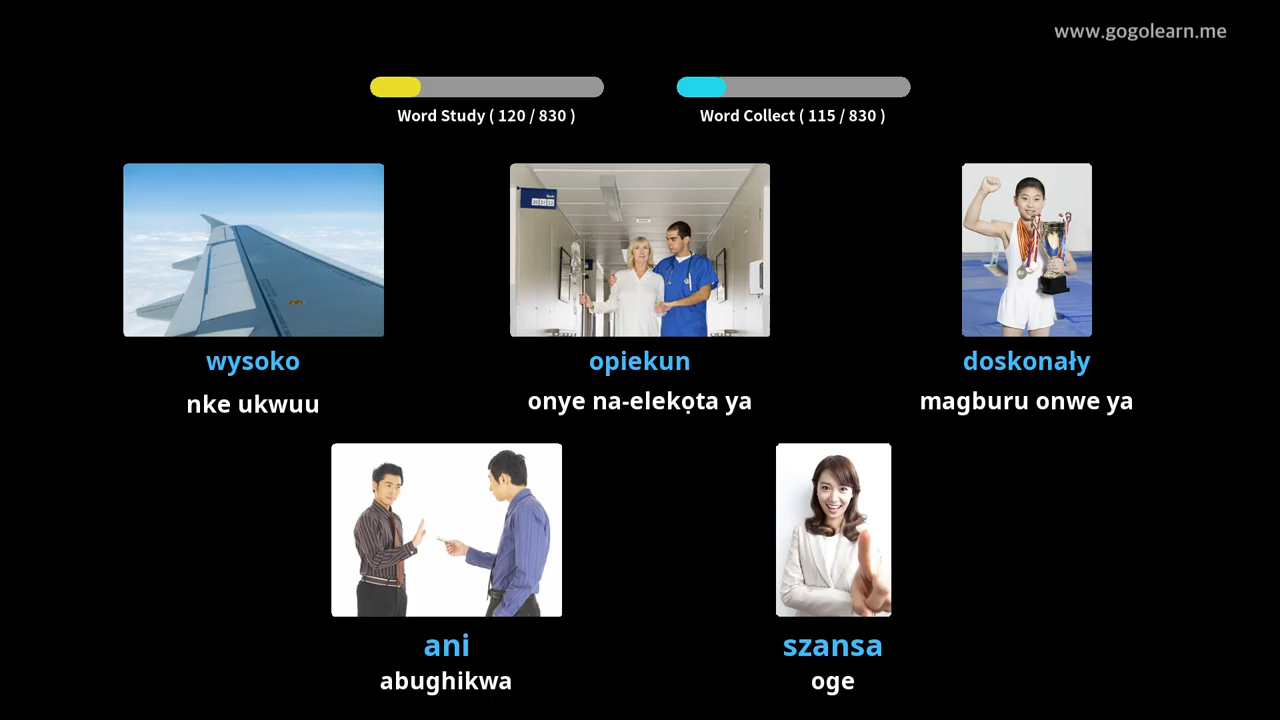 www.gogolearn.me
Word Study ( 120 / 830 )
Word Collect ( 115 / 830 )
wysoko
opiekun
doskonały
nke ukwuu
onye na-elekọta ya
magburu onwe ya
ani
szansa
abughikwa
oge